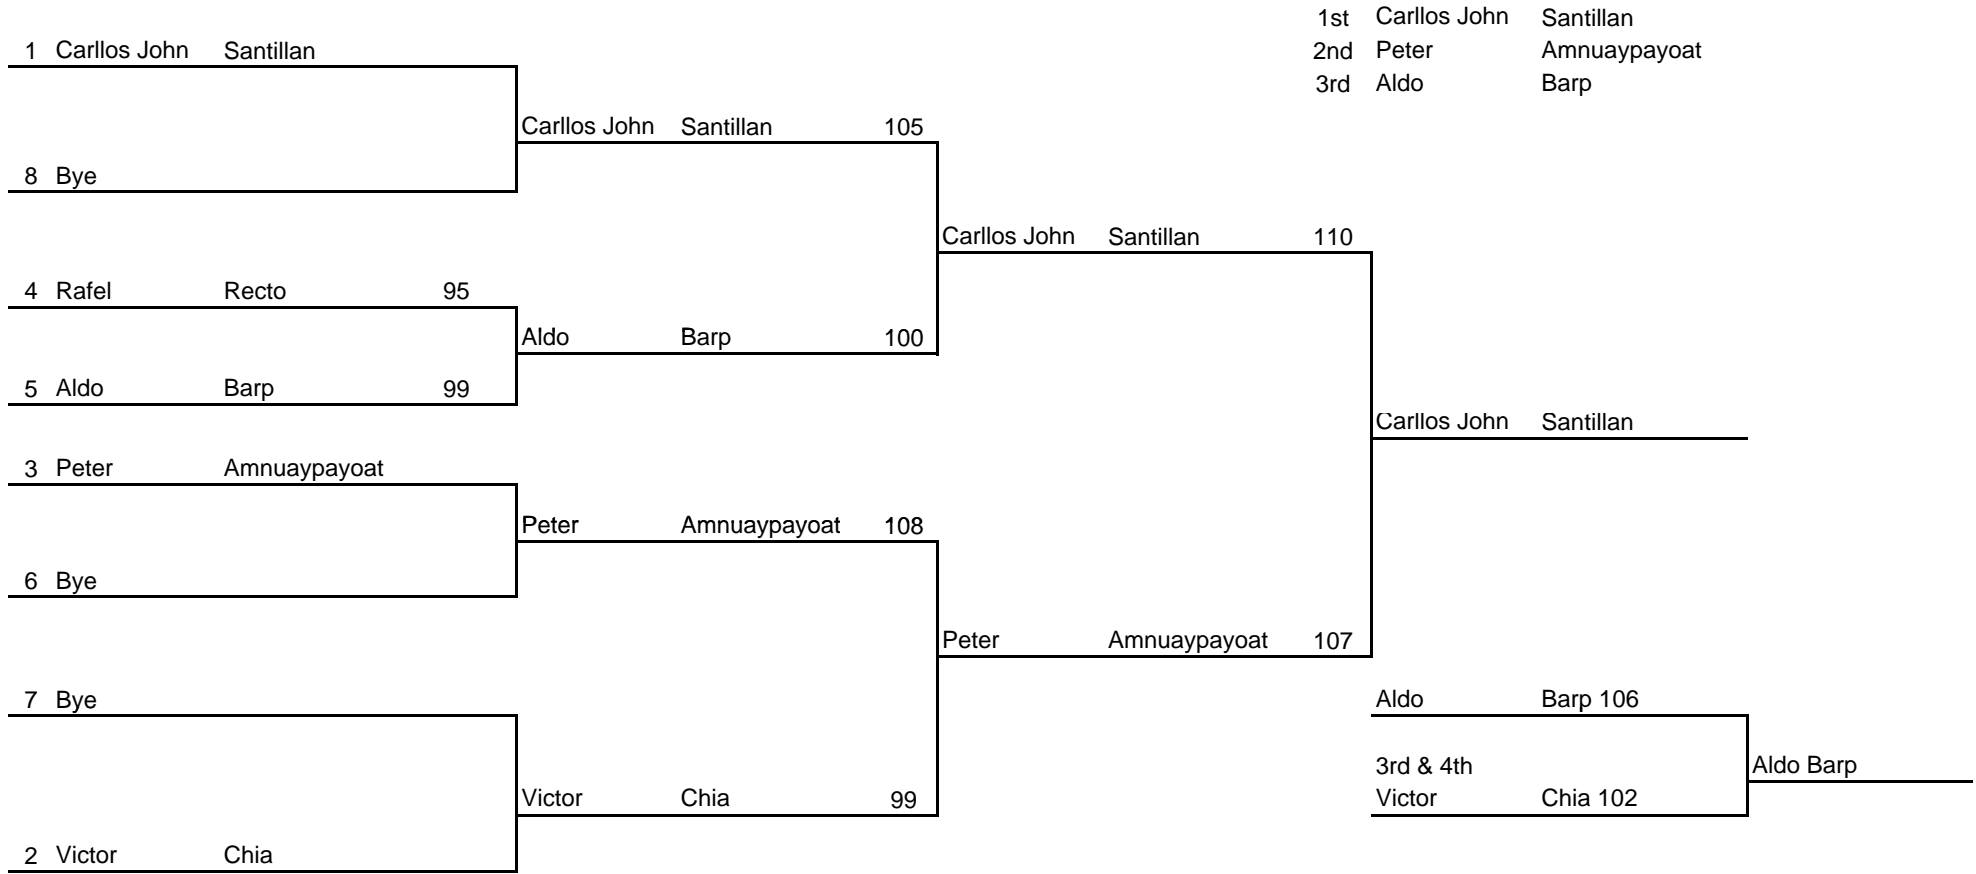 1st Carllos John Santillan
1 Carllos John Santillan
2nd Peter Amnuaypayoat
3rd Aldo Barp
Carllos John Santillan 105
8 Bye
Carllos John Santillan 110
4 Rafel Recto 95
Aldo Barp 100
5 Aldo Barp 99
Carllos John Santillan
3 Peter Amnuaypayoat
Peter Amnuaypayoat 108
6 Bye
Peter Amnuaypayoat 107
7 Bye
Aldo Barp 106
3rd & 4th
Aldo Barp
Victor Chia 99
Victor Chia 102
2 Victor Chia